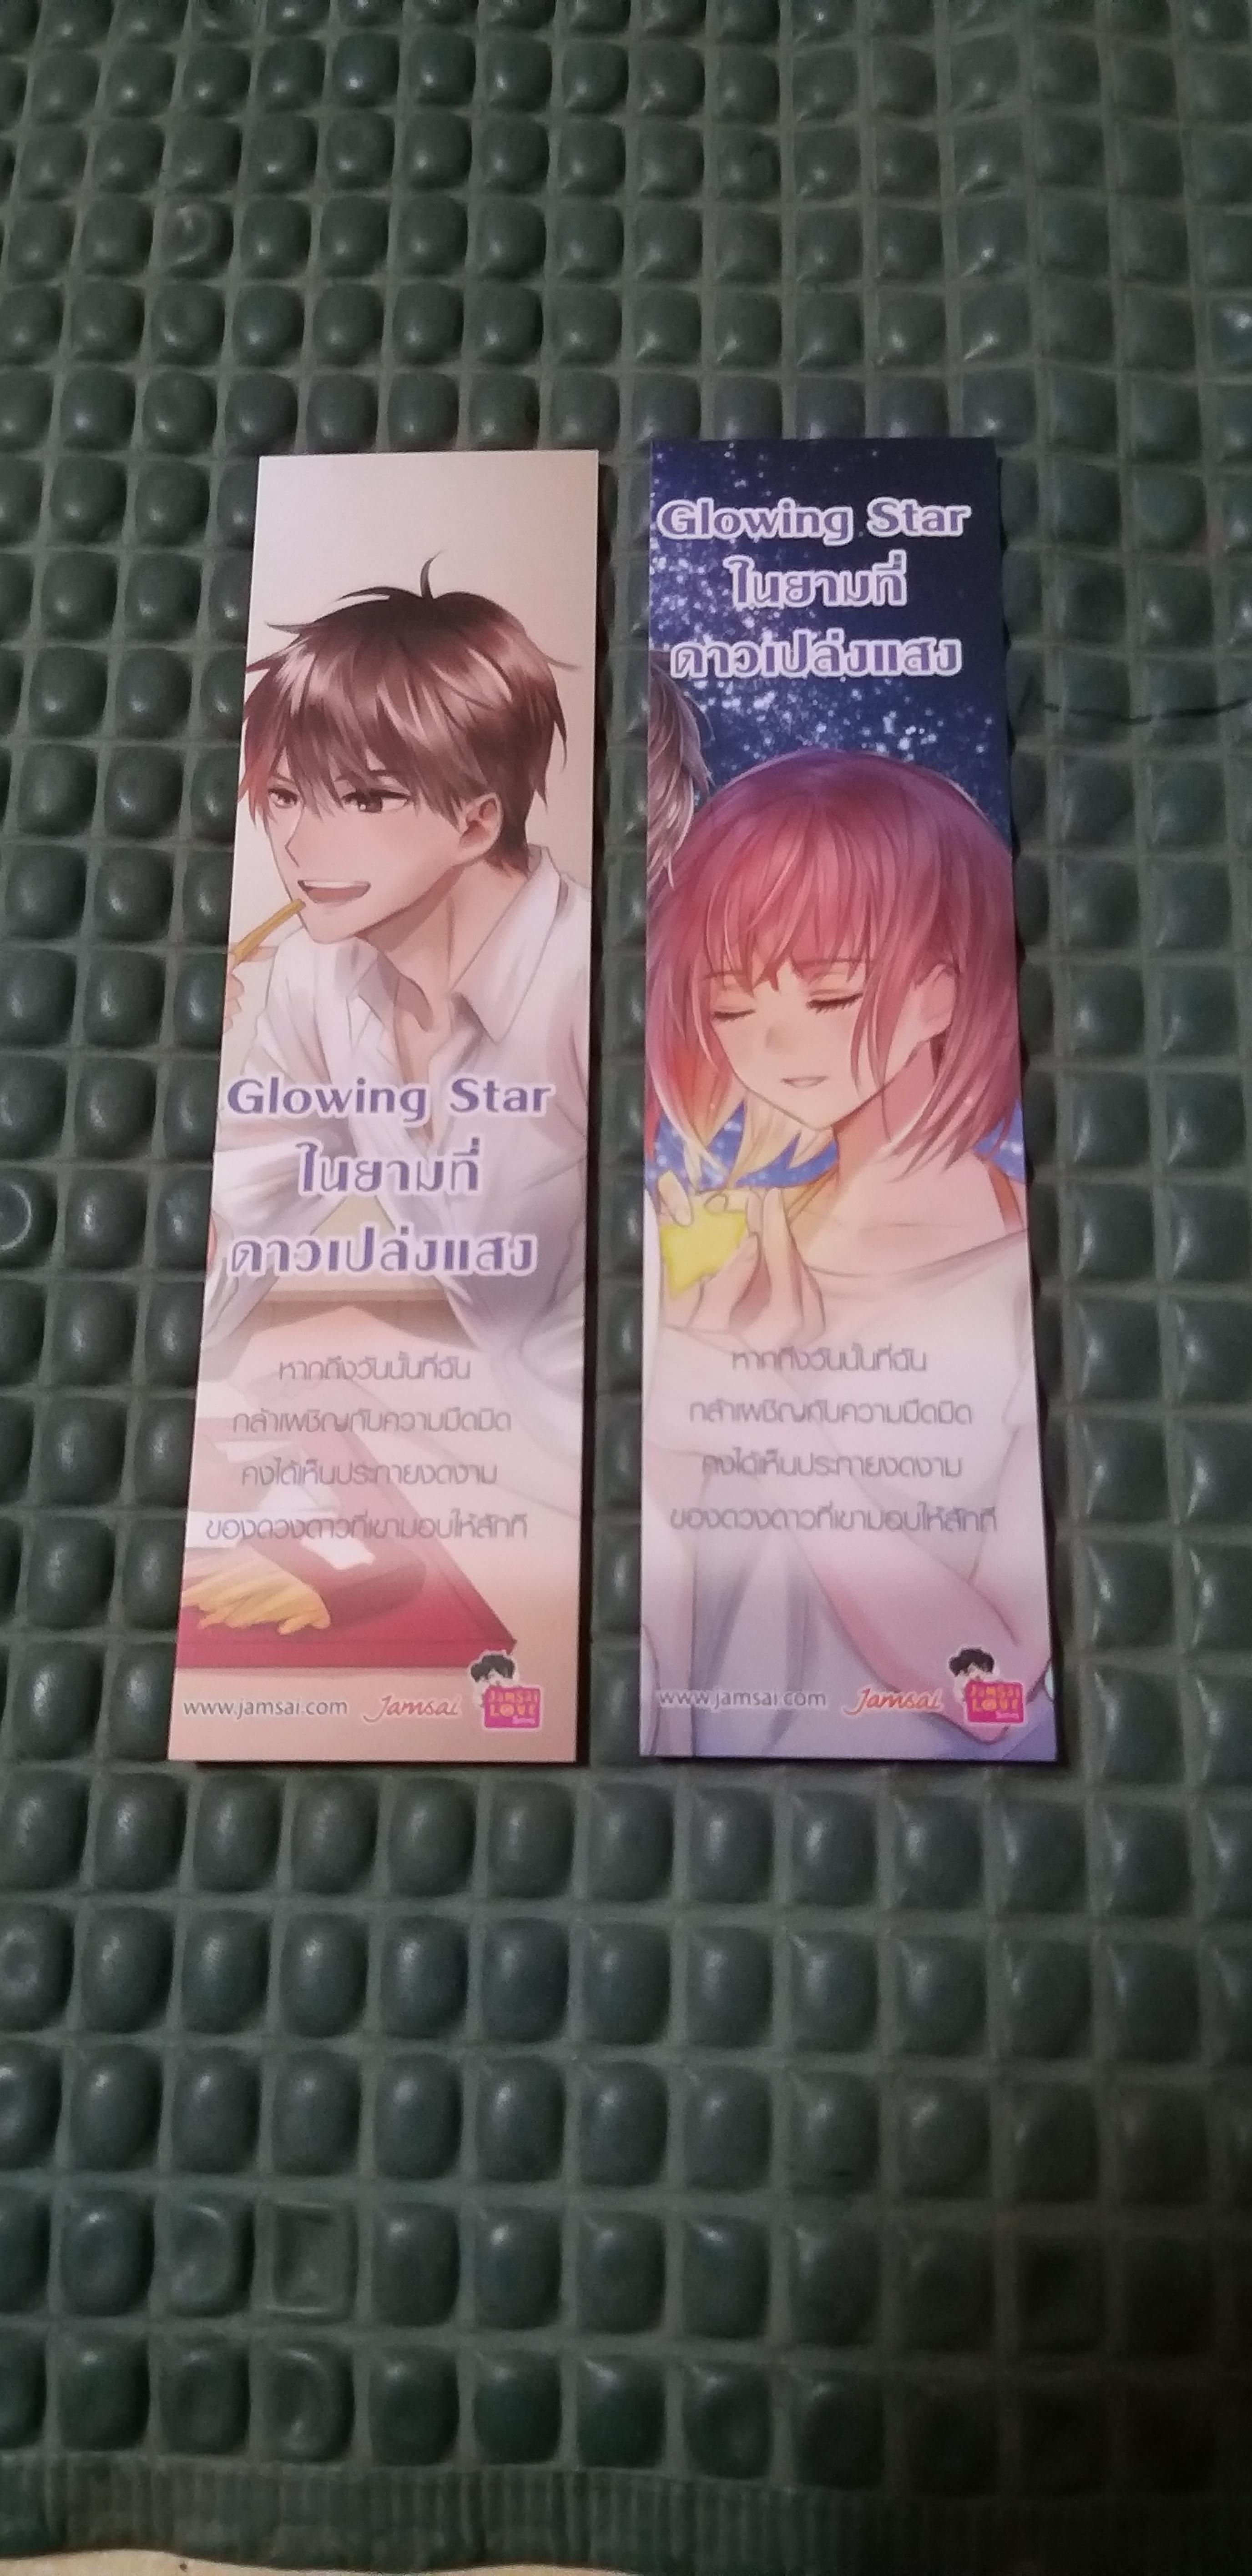 Glowing Star
ในยามที่
ดาวเปล่งแสง
หากถึงวันนั้นที่ฉัน
กล้าเผชิญกับความมืดมิด
คงได้เห็นประกายงดงาม
ของดวงดาวที่เขามอบให้สักที
www.jamsai.com Jamsai Jamsai LOVE Series
Glowing Star
ในยามที่
ดาวเปล่งแสง
หากถึงวันนั้นที่ฉัน
กล้าเผชิญกับความมืดมิด
คงได้เห็นประกายงดงาม
ของดวงดาวที่เขามอบให้สักที
www.jamsai.com Jamsai Jamsai LOVE Series